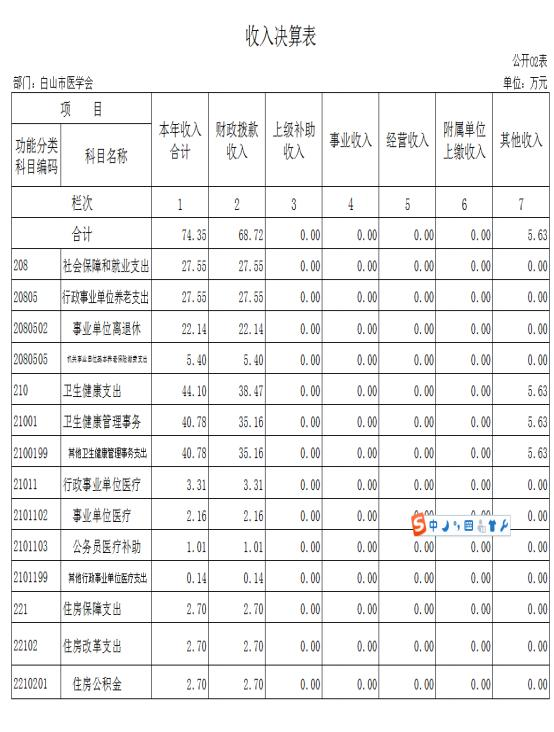 收入决算表
公开02表
部门：白山市医学会 单位：万元
项 目 本年收入合计 财政拨款收入 上级补助收入 事业收入 经营收入 附属单位上缴收入 其他收入
功能分类科目编码 科目名称
栏次 1 2 3 4 5 6 7
合计 74.35 68.72 0.00 0.00 0.00 0.00 5.63
208 社会保障和就业支出 27.55 27.55 0.00 0.00 0.00 0.00 0.00
20805 行政事业单位养老支出 27.55 27.55 0.00 0.00 0.00 0.00 0.00
2080502 事业单位离退休 22.14 22.14 0.00 0.00 0.00 0.00 0.00
2080505 机关事业单位基本养老保险缴费支出 5.40 5.40 0.00 0.00 0.00 0.00 0.00
210 卫生健康支出 44.10 38.47 0.00 0.00 0.00 0.00 5.63
21001 卫生健康管理事务 40.78 35.16 0.00 0.00 0.00 0.00 5.63
2100199 其他卫生健康管理事务支出 40.78 35.16 0.00 0.00 0.00 0.00 5.63
21011 行政事业单位医疗 3.31 3.31 0.00 0.00 0.00 0.00 0.00
2101102 事业单位医疗 2.16 2.16 0.00 0.00 0.00 0.00 0.00
中
2101103 公务员医疗补助 1.01 1.01 0.00 0.00 0.00 0.00 0.00
2101199 其他行政事业单位医疗支出 0.14 0.14 0.00 0.00 0.00 0.00 0.00
221 住房保障支出 2.70 2.70 0.00 0.00 0.00 0.00 0.00
22102 住房改革支出 2.70 2.70 0.00 0.00 0.00 0.00 0.00
2210201 住房公积金 2.70 2.70 0.00 0.00 0.00 0.00 0.00